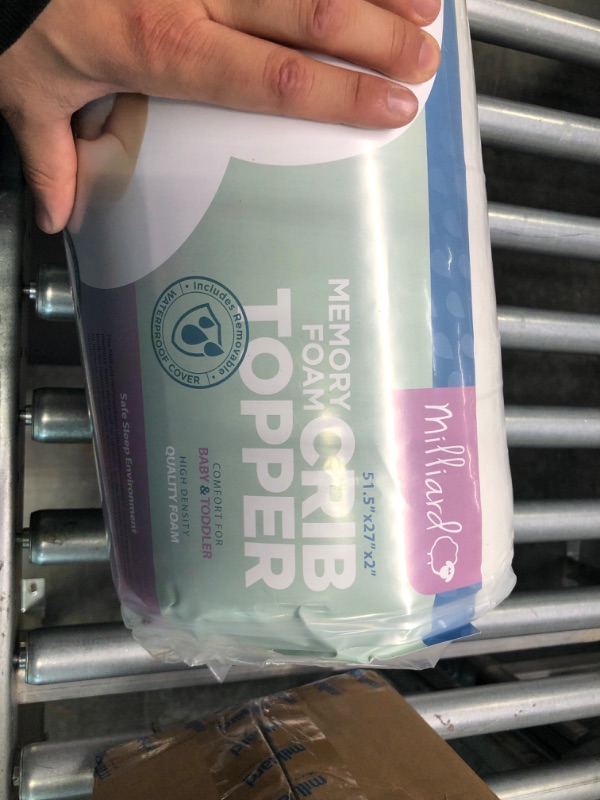 Milliard
51.5"x27"x2"
MEMORY
FOAM CRIB
TOPPER
• Includes Removable •
WATERPROOF COVER
COMFORT FOR
BABY & TODDLER
HIGH DENSITY
QUALITY FOAM
Safe Sleep Environment